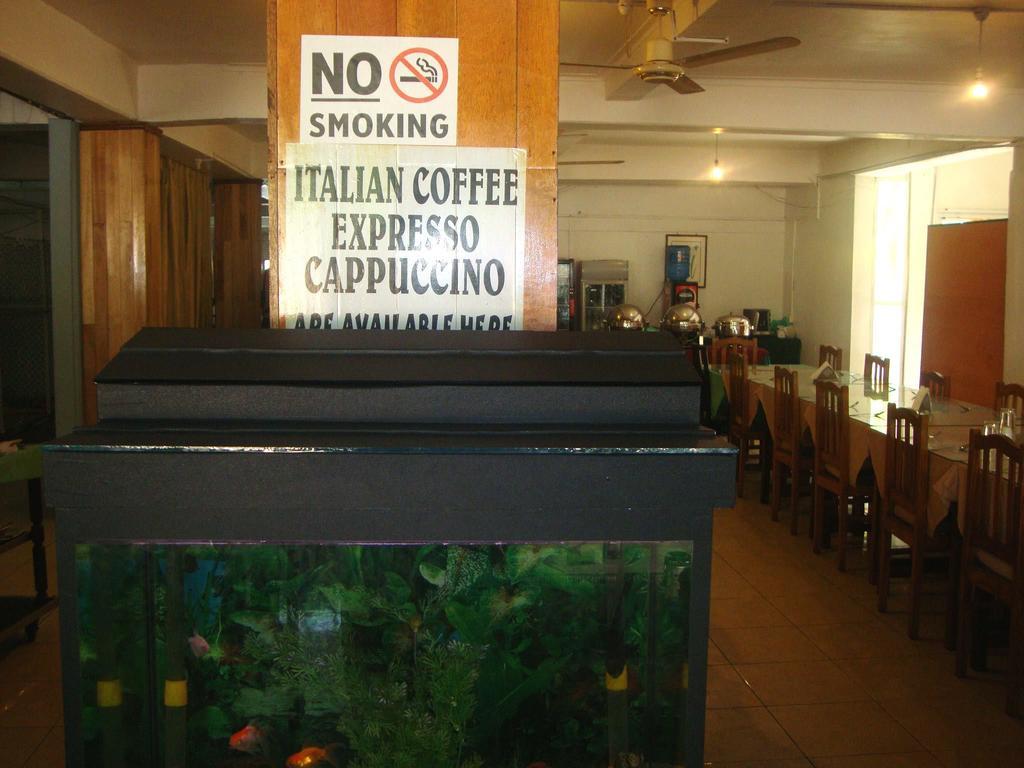 NO
SMOKING
ITALIAN COFFEE
EXPRESSO
CAPPUCCINO
ARE AVAILABLE HERE